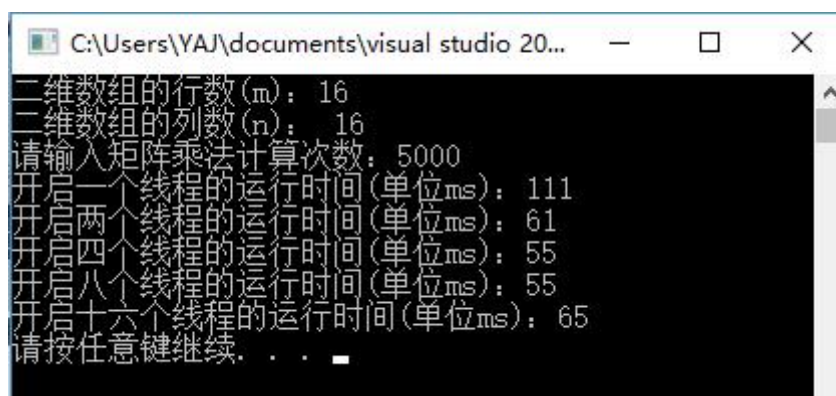 C:\Users\YAJ\documents\visual studio 20...
二维数组的行数(m): 16
二维数组的列数(n):  16
请输入矩阵乘法计算次数: 5000
开启一个线程的运行时间(单位ms): 111
开启两个线程的运行时间(单位ms): 61
开启四个线程的运行时间(单位ms): 55
开启八个线程的运行时间(单位ms): 55
开启十六个线程的运行时间(单位ms): 65
请按任意键继续. . .